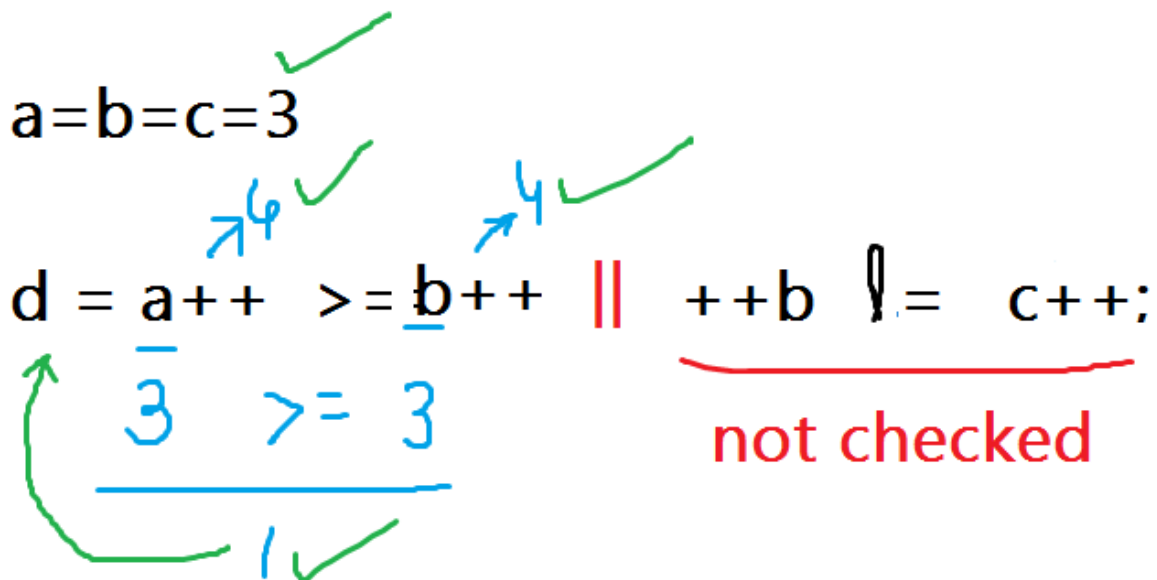 a=b=c=3
4 4
d = a++ >= b++ || ++b != c++;
3 >= 3
not checked
1